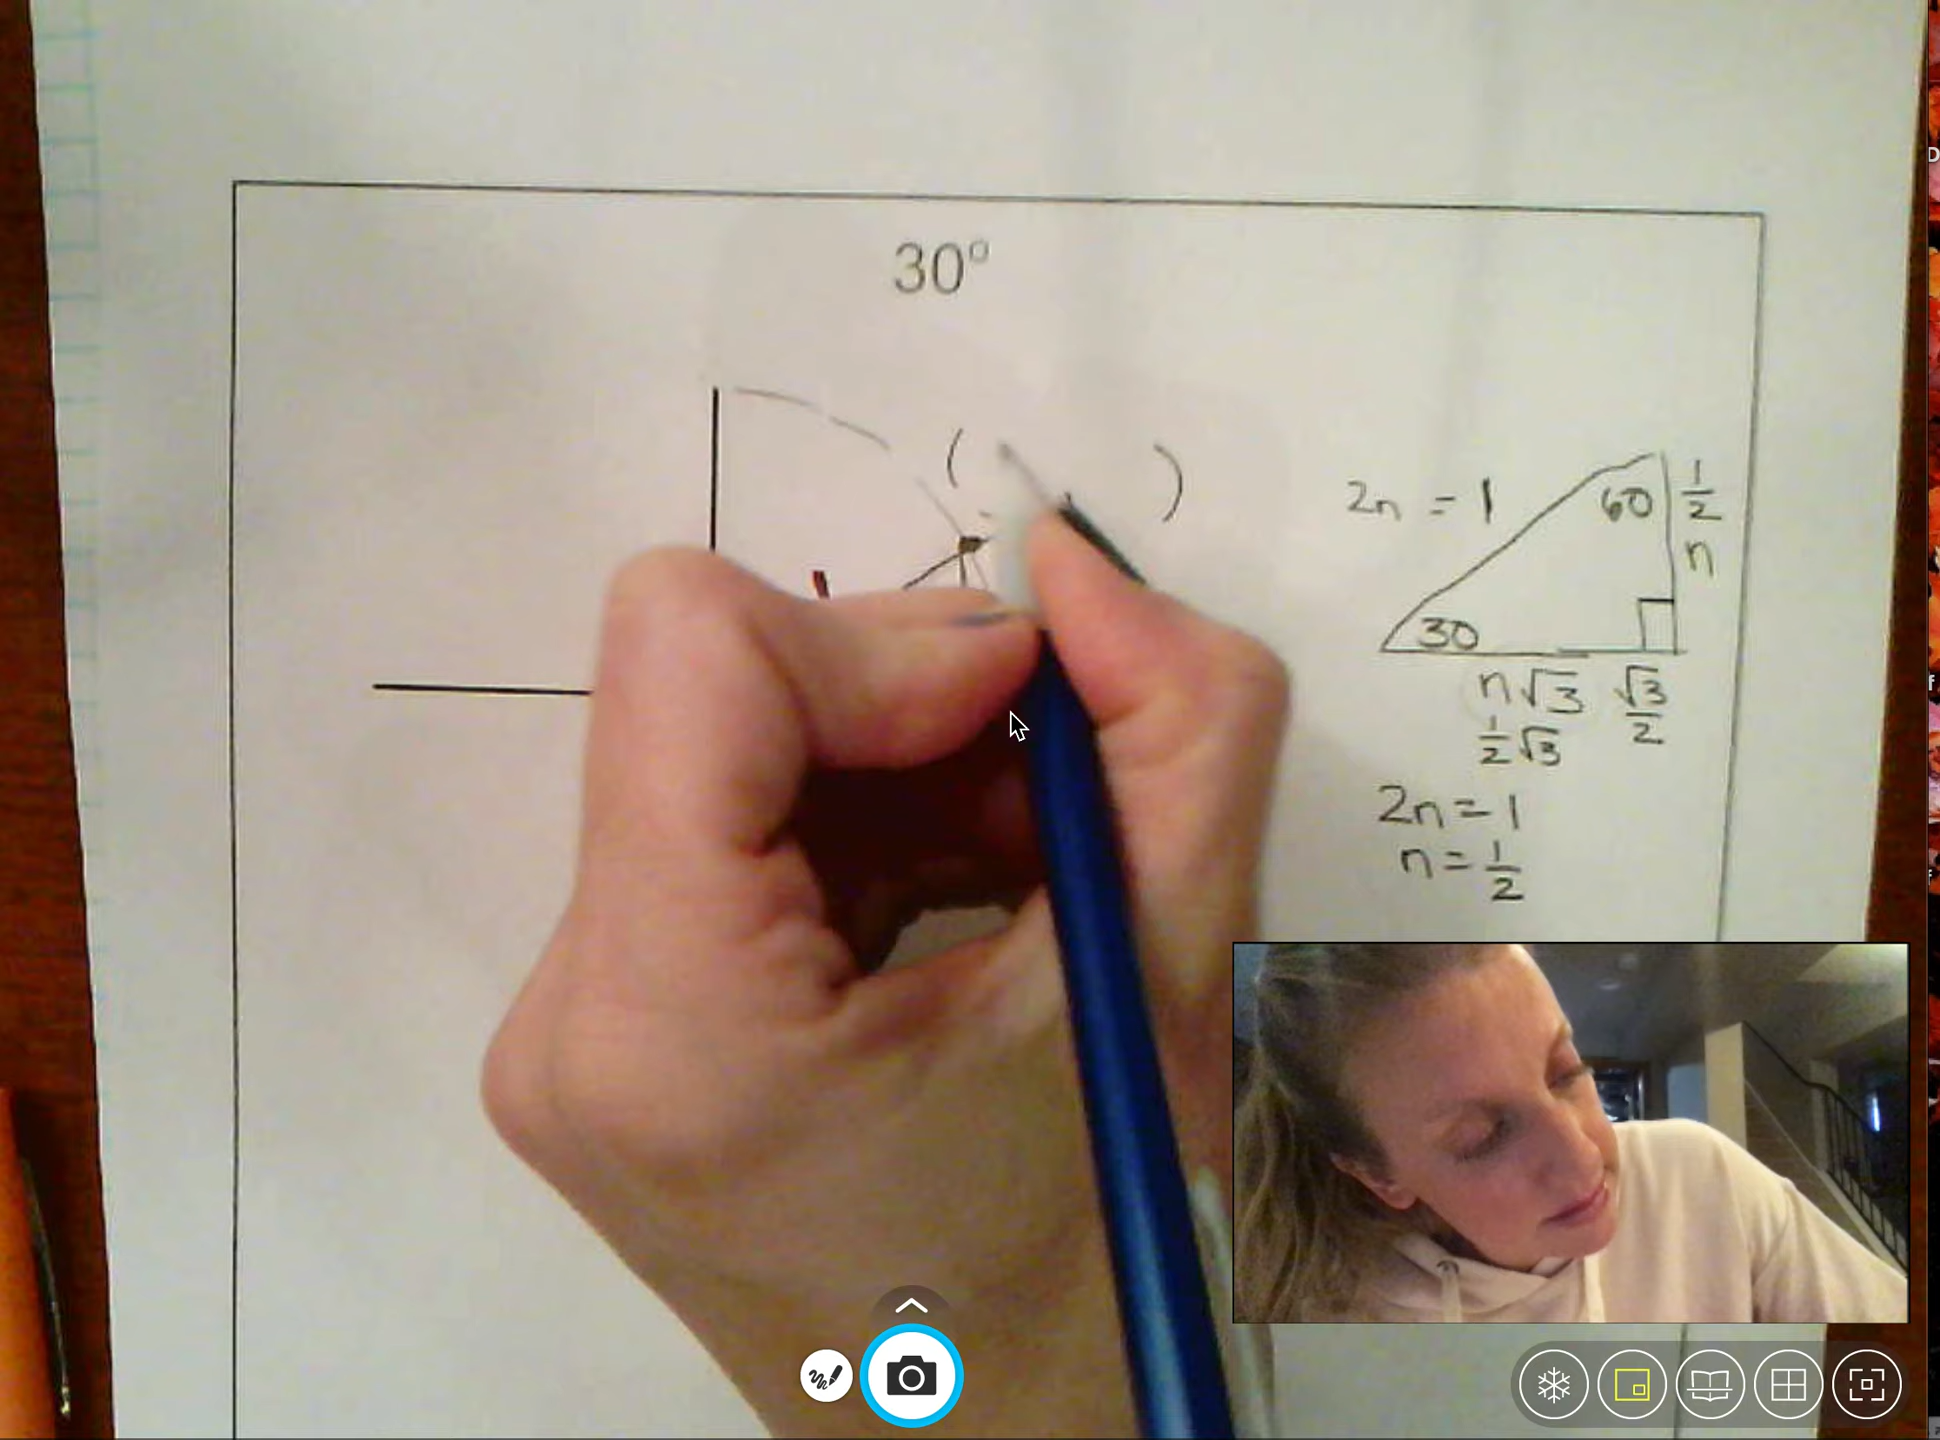 30°
( )
2n = 1
60
1/2
n
30
n√3
√3/2
1/2 √3
2n = 1
n = 1/2